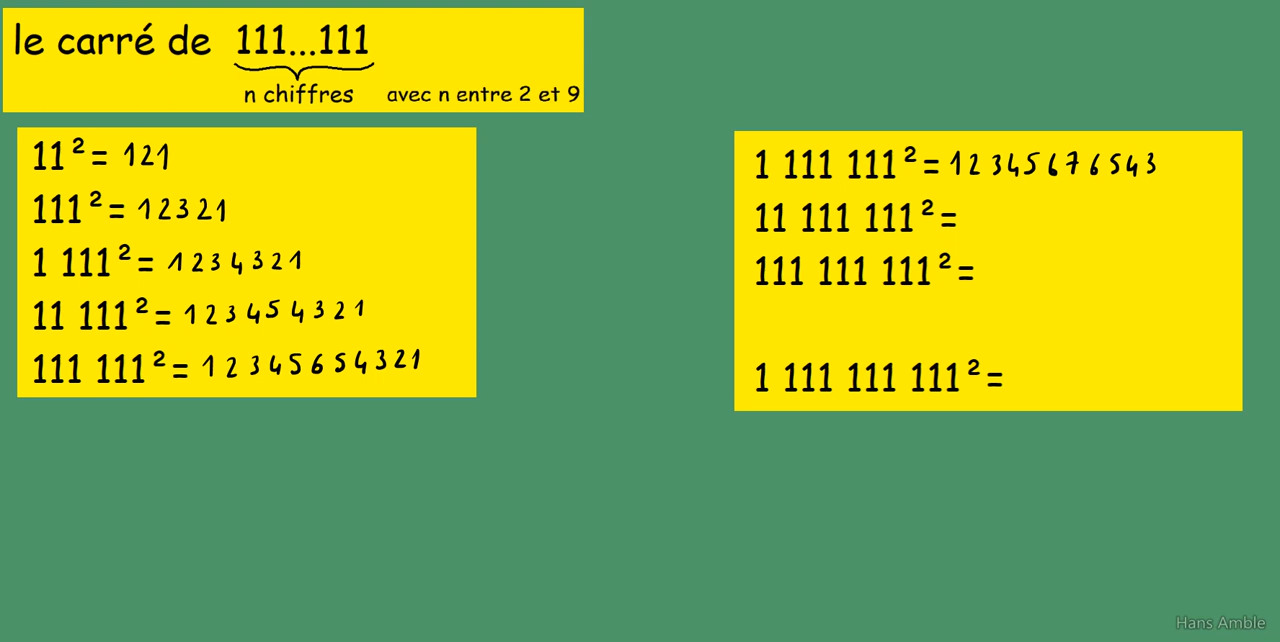 le carré de 111...111
n chiffres avec n entre 2 et 9
11² = 121
111² = 12321
1 111² = 1234321
11 111² = 123454321
111 111² = 12345654321
1 111 111² = 12345676543
11 111 111² =
111 111 111² =
1 111 111 111² =
Hans Amble